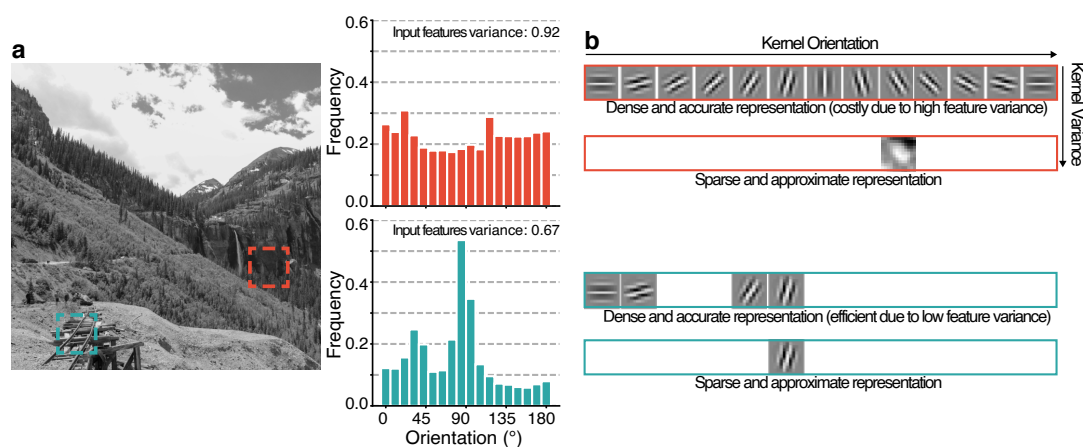 a
0.6
Input features variance: 0.92
0.4
Frequency
0.2
0.0
0.6
Input features variance: 0.67
0.4
Frequency
0.2
0.0
0 45 90 135 180
Orientation (°)
b
Kernel Orientation
Kernel Variance
Dense and accurate representation (costly due to high feature variance)
Sparse and approximate representation
Dense and accurate representation (efficient due to low feature variance)
Sparse and approximate representation